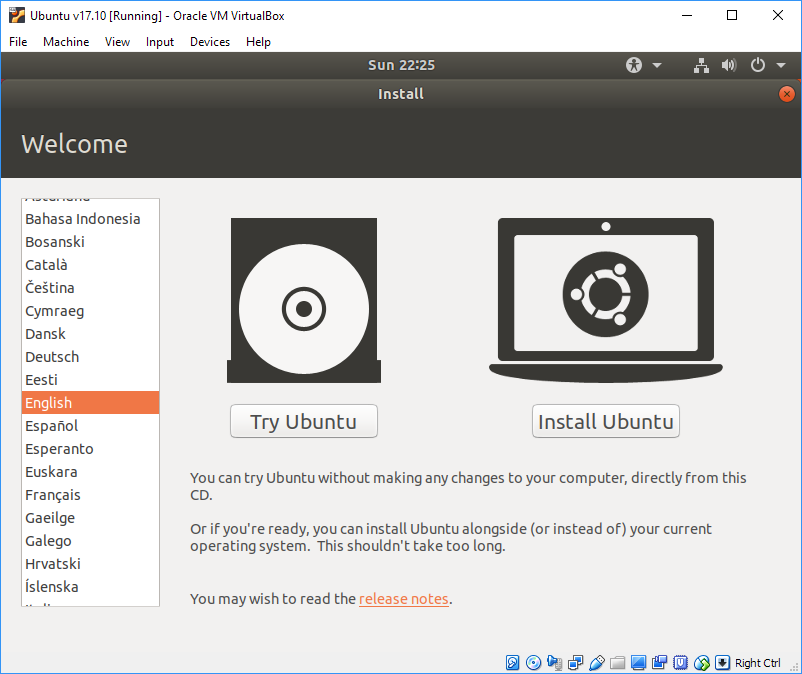 Ubuntu v17.10 [Running] - Oracle VM VirtualBox
File Machine View Input Devices Help
Sun 22:25
Install
Welcome
Asturianu
Bahasa Indonesia
Bosanski
Català
Čeština
Cymraeg
Dansk
Deutsch
Eesti
English
Español
Esperanto
Euskara
Français
Gaeilge
Galego
Hrvatski
Íslenska
Try Ubuntu
Install Ubuntu
You can try Ubuntu without making any changes to your computer, directly from this
CD.
Or if you're ready, you can install Ubuntu alongside (or instead of) your current
operating system.  This shouldn't take too long.
You may wish to read the release notes.
Right Ctrl